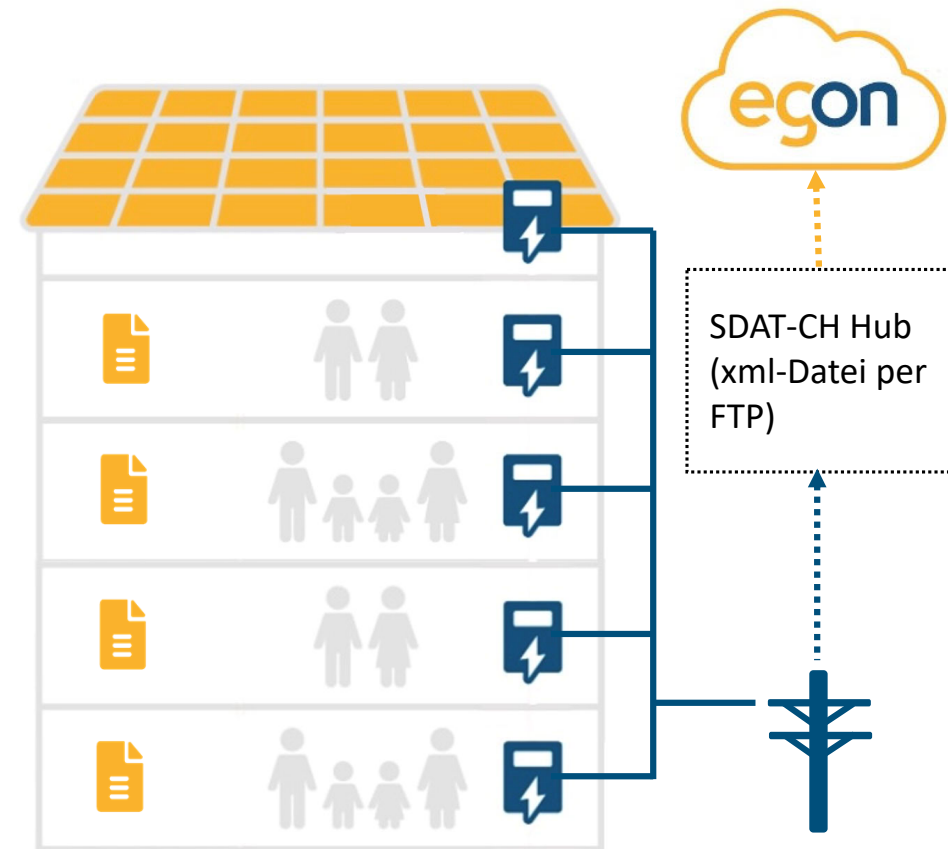 egon
SDAT-CH Hub
(xml-Datei per
FTP)